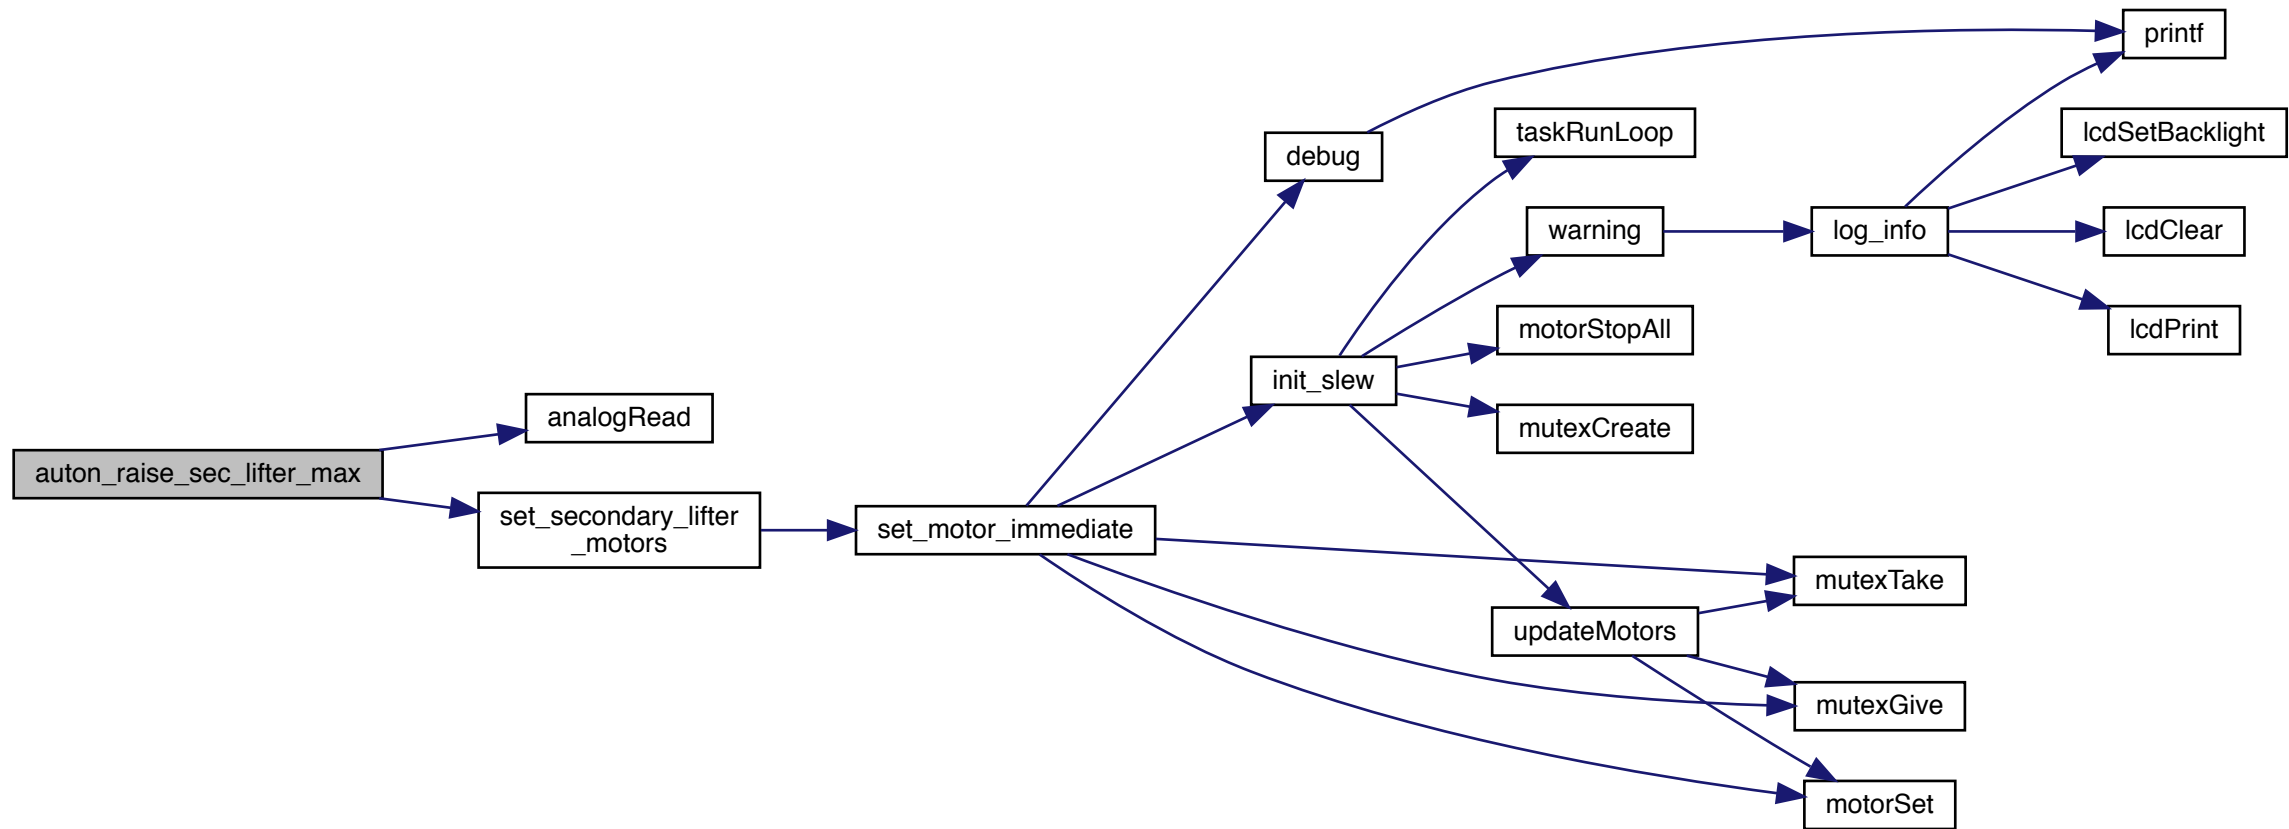 printf
lcdSetBacklight
taskRunLoop
debug
warning
log_info
lcdClear
motorStopAll
lcdPrint
init_slew
analogRead
mutexCreate
auton_raise_sec_lifter_max
set_secondary_lifter
_motors
set_motor_immediate
mutexTake
updateMotors
mutexGive
motorSet